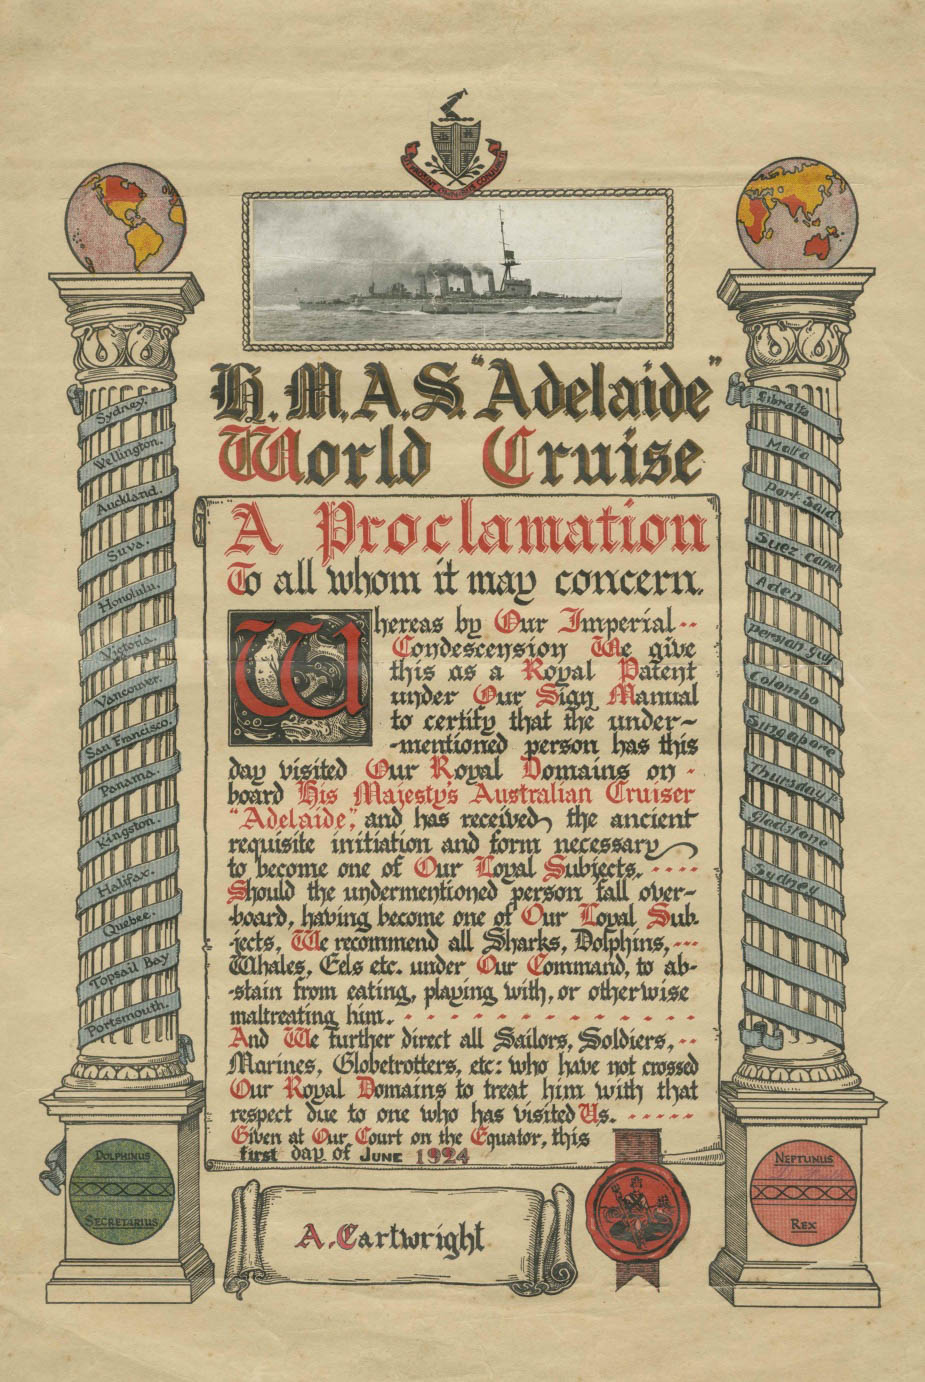 H.M.A.S. "Adelaide"
World Cruise
A Proclamation
To all whom it may concern.
Whereas by Our Imperial
Condescension We give
this as a Royal Patent
under Our Sign Manual
to certify that the under-
-mentioned person has this
day visited Our Royal Domains on
board His Majesty's Australian Cruiser
"Adelaide", and has received the ancient
requisite initiation and form necessary
to become one of Our Loyal Subjects.
Should the undermentioned person fall over-
-board, having become one of Our Loyal Sub-
-jects, We recommend all Sharks, Dolphins,
Whales, Eels etc. under Our Command, to ab-
-stain from eating, playing with, or otherwise
maltreating him.
And We further direct all Sailors, Soldiers,
Marines, Globetrotters, etc: who have not crossed
Our Royal Domains to treat him with that
respect due to one who has visited Us.
Given at Our Court on the Equator, this
first day of JUNE 1924
A. Cartwright
Sydney.
Wellington.
Auckland.
Suva.
Honolulu.
Victoria.
Vancouver.
San Francisco.
Panama.
Kingston.
Halifax.
Quebec.
Topsail Bay
Portsmouth.
DOLPHINUS
SECRETARIUS
Gibralta
Malta
Port Said
Suez canal
Aden
Persian gulf
Colombo
Singapore
Thursday I
Gladstone
Sydney
NEPTUNUS
REX